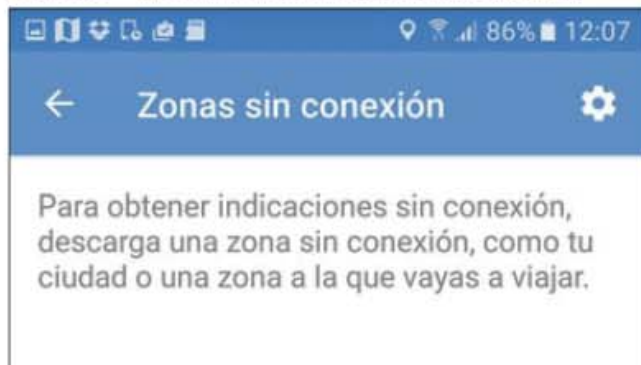 86% 12:07
Zonas sin conexión
Para obtener indicaciones sin conexión,
descarga una zona sin conexión, como tu
ciudad o una zona a la que vayas a viajar.